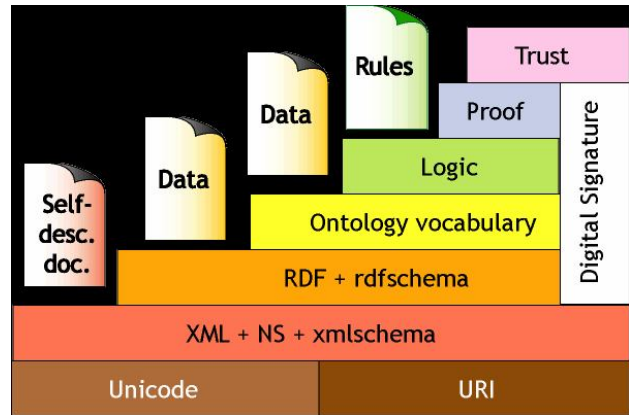 Rules
Trust
Data
Proof
Data
Logic
Self-
desc.
doc.
Ontology vocabulary
Digital Signature
RDF + rdfschema
XML + NS + xmlschema
Unicode
URI